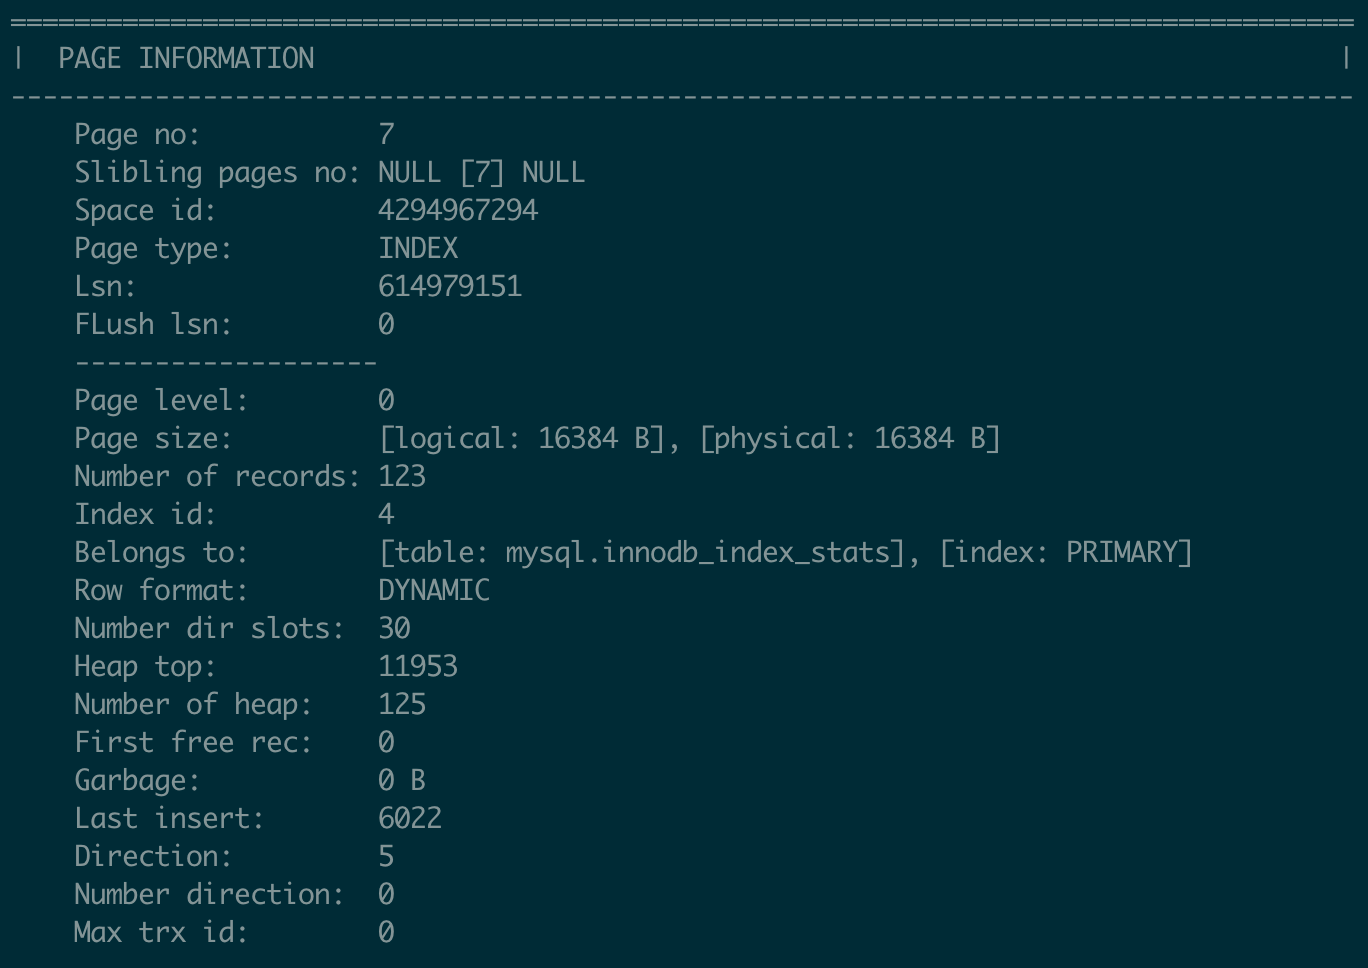 ====================================================================================
|  PAGE INFORMATION                                                                |
------------------------------------------------------------------------------------
    Page no:           7
    Slibling pages no: NULL [7] NULL
    Space id:          4294967294
    Page type:         INDEX
    Lsn:               614979151
    FLush lsn:         0
    -------------------
    Page level:        0
    Page size:         [logical: 16384 B], [physical: 16384 B]
    Number of records: 123
    Index id:          4
    Belongs to:        [table: mysql.innodb_index_stats], [index: PRIMARY]
    Row format:        DYNAMIC
    Number dir slots:  30
    Heap top:          11953
    Number of heap:    125
    First free rec:    0
    Garbage:           0 B
    Last insert:       6022
    Direction:         5
    Number direction:  0
    Max trx id:        0